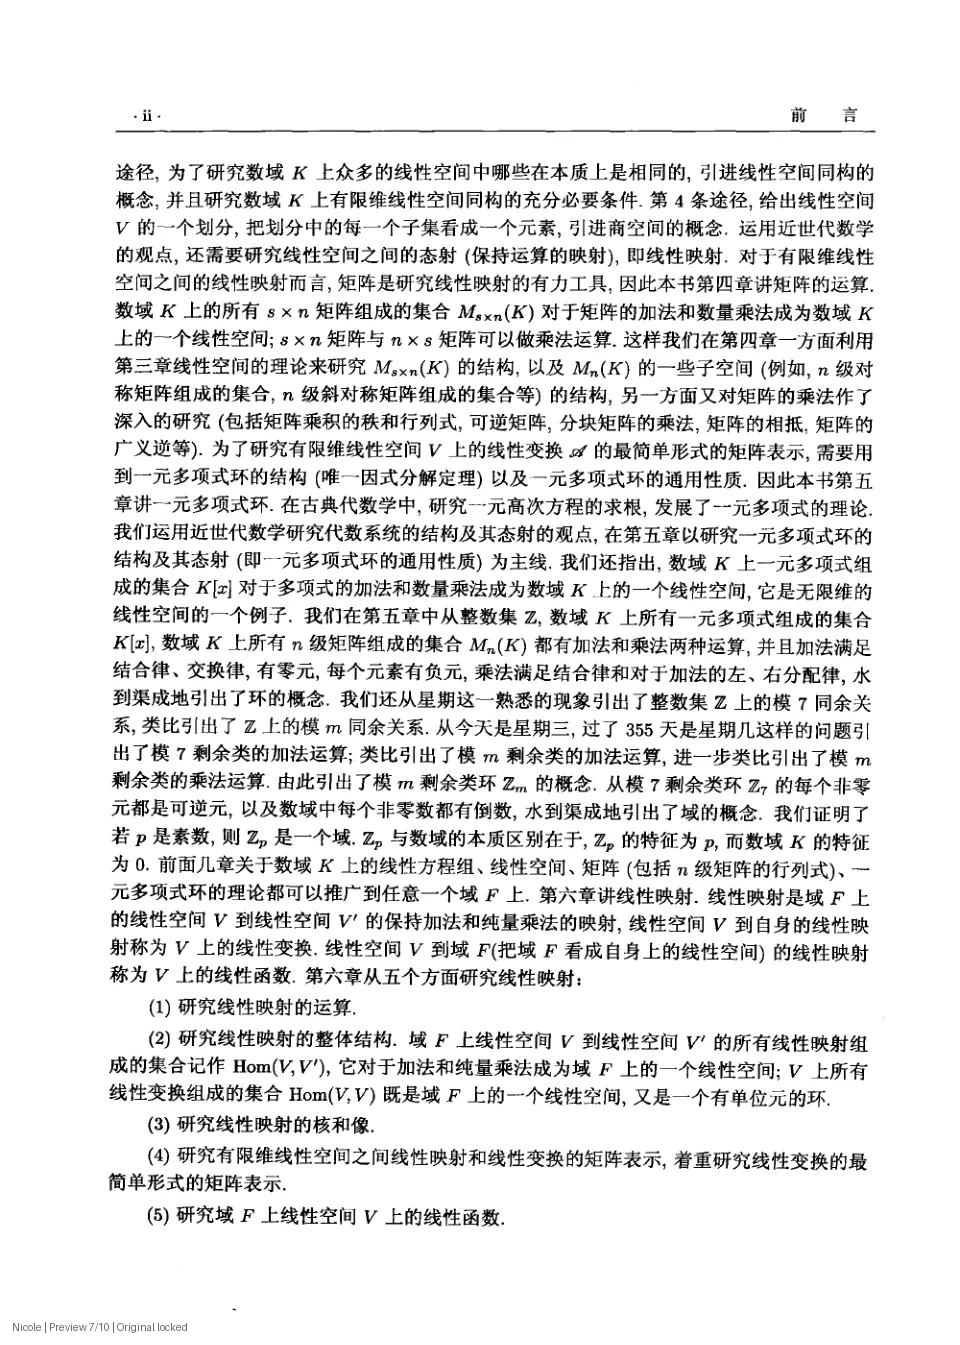 · ii ·
前 言
途径, 为了研究数域 K 上众多的线性空间中哪些在本质上是相同的, 引进线性空间同构的
概念, 并且研究数域 K 上有限维线性空间同构的充分必要条件. 第 4 条途径, 给出线性空间
V 的一个划分, 把划分中的每一个子集看成一个元素, 引进商空间的概念. 运用近世代数学
的观点, 还需要研究线性空间之间的态射 (保持运算的映射), 即线性映射. 对于有限维线性
空间之间的线性映射而言, 矩阵是研究线性映射的有力工具, 因此本书第四章讲矩阵的运算.
数域 K 上的所有 s × n 矩阵组成的集合 Mₛₓₙ(K) 对于矩阵的加法和数量乘法成为数域 K
上的一个线性空间; s × n 矩阵与 n × s 矩阵可以做乘法运算. 这样我们在第四章一方面利用
第三章线性空间的理论来研究 Mₛₓₙ(K) 的结构, 以及 Mₙ(K) 的一些子空间 (例如, n 级对
称矩阵组成的集合, n 级斜对称矩阵组成的集合等) 的结构, 另一方面又对矩阵的乘法作了
深入的研究 (包括矩阵乘积的秩和行列式, 可逆矩阵, 分块矩阵的乘法, 矩阵的相抵, 矩阵的
广义逆等). 为了研究有限维线性空间 V 上的线性变换 𝒜 的最简单形式的矩阵表示, 需要用
到一元多项式环的结构 (唯一因式分解定理) 以及一元多项式环的通用性质. 因此本书第五
章讲一元多项式环. 在古典代数学中, 研究一元高次方程的求根, 发展了一元多项式的理论.
我们运用近世代数学研究代数系统的结构及其态射的观点, 在第五章以研究一元多项式环的
结构及其态射 (即一元多项式环的通用性质) 为主线. 我们还指出, 数域 K 上一元多项式组
成的集合 K[x] 对于多项式的加法和数量乘法成为数域 K 上的一个线性空间, 它是无限维的
线性空间的一个例子. 我们在第五章中从整数集 ℤ, 数域 K 上所有一元多项式组成的集合
K[x], 数域 K 上所有 n 级矩阵组成的集合 Mₙ(K) 都有加法和乘法两种运算, 并且加法满足
结合律、交换律, 有零元, 每个元素有负元, 乘法满足结合律和对于加法的左、右分配律, 水
到渠成地引出了环的概念. 我们还从星期这一熟悉的现象引出了整数集 ℤ 上的模 7 同余关
系, 类比引出了 ℤ 上的模 m 同余关系. 从今天是星期三, 过了 355 天是星期几这样的问题引
出了模 7 剩余类的加法运算; 类比引出了模 m 剩余类的加法运算, 进一步类比引出了模 m
剩余类的乘法运算. 由此引出了模 m 剩余类环 ℤₘ 的概念. 从模 7 剩余类环 ℤ₇ 的每个非零
元都是可逆元, 以及数域中每个非零数都有倒数, 水到渠成地引出了域的概念. 我们证明了
若 p 是素数, 则 ℤₚ 是一个域. ℤₚ 与数域的本质区别在于, ℤₚ 的特征为 p, 而数域 K 的特征
为 0. 前面几章关于数域 K 上的线性方程组、线性空间、矩阵 (包括 n 级矩阵的行列式)、一
元多项式环的理论都可以推广到任意一个域 F 上. 第六章讲线性映射. 线性映射是域 F 上
的线性空间 V 到线性空间 V′ 的保持加法和纯量乘法的映射, 线性空间 V 到自身的线性映
射称为 V 上的线性变换. 线性空间 V 到域 F(把域 F 看成自身上的线性空间) 的线性映射
称为 V 上的线性函数. 第六章从五个方面研究线性映射:
(1) 研究线性映射的运算.
(2) 研究线性映射的整体结构. 域 F 上线性空间 V 到线性空间 V′ 的所有线性映射组
成的集合记作 Hom(V,V′), 它对于加法和纯量乘法成为域 F 上的一个线性空间; V 上所有
线性变换组成的集合 Hom(V,V) 既是域 F 上的一个线性空间, 又是一个有单位元的环.
(3) 研究线性映射的核和像.
(4) 研究有限维线性空间之间线性映射和线性变换的矩阵表示, 着重研究线性变换的最
简单形式的矩阵表示.
(5) 研究域 F 上线性空间 V 上的线性函数.
Nicole | Preview 7/10 | Original locked